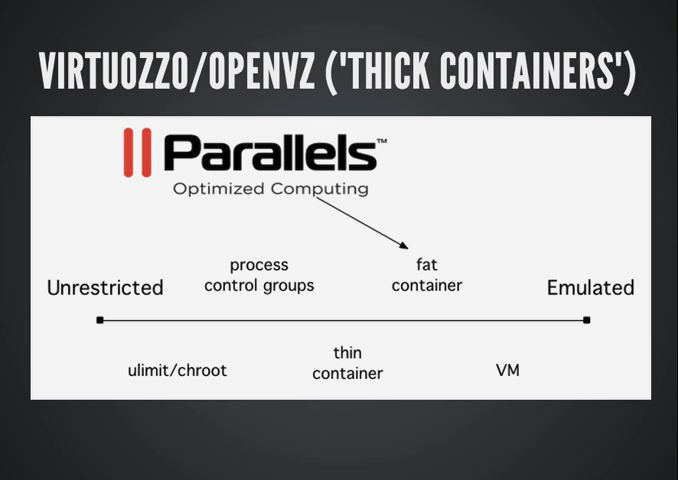 VIRTUOZZO/OPENVZ ('THICK CONTAINERS')
Parallels™
Optimized Computing
process
control groups
fat
container
Unrestricted
Emulated
ulimit/chroot
thin
container
VM